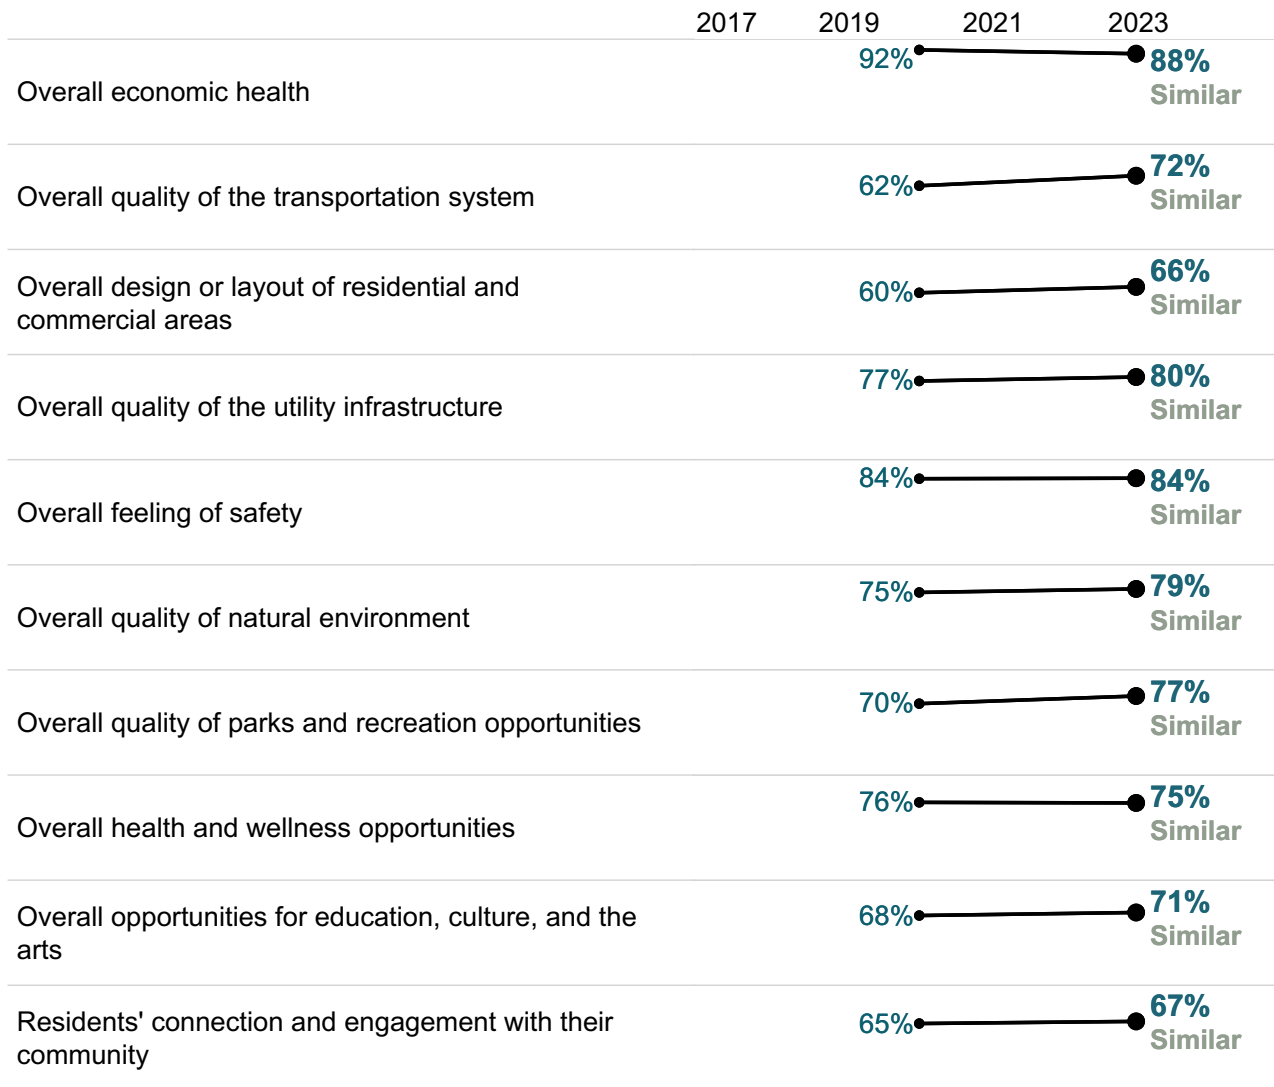 2017 2019 2021 2023
Overall economic health
92%
88%
Similar
Overall quality of the transportation system
62%
72%
Similar
Overall design or layout of residential and
commercial areas
60%
66%
Similar
Overall quality of the utility infrastructure
77%
80%
Similar
Overall feeling of safety
84%
84%
Similar
Overall quality of natural environment
75%
79%
Similar
Overall quality of parks and recreation opportunities
70%
77%
Similar
Overall health and wellness opportunities
76%
75%
Similar
Overall opportunities for education, culture, and the
arts
68%
71%
Similar
Residents' connection and engagement with their
community
65%
67%
Similar